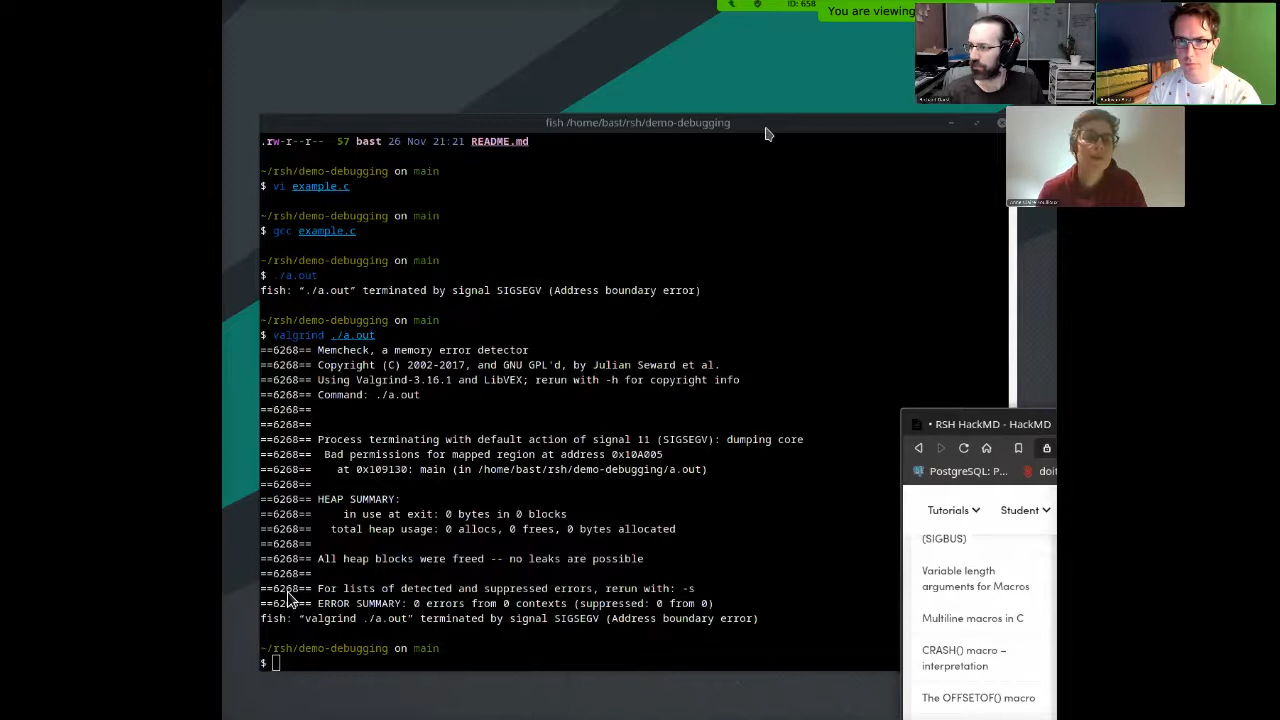 ID: 658
You are viewing
fish /home/bast/rsh/demo-debugging
.rw-r--r-- 57 bast 26 Nov 21:21 README.md
~/rsh/demo-debugging on main
$ vi example.c
~/rsh/demo-debugging on main
$ gcc example.c
~/rsh/demo-debugging on main
$ ./a.out
fish: “./a.out” terminated by signal SIGSEGV (Address boundary error)
~/rsh/demo-debugging on main
$ valgrind ./a.out
==6268== Memcheck, a memory error detector
==6268== Copyright (C) 2002-2017, and GNU GPL'd, by Julian Seward et al.
==6268== Using Valgrind-3.16.1 and LibVEX; rerun with -h for copyright info
==6268== Command: ./a.out
==6268==
==6268==
==6268== Process terminating with default action of signal 11 (SIGSEGV): dumping core
==6268==  Bad permissions for mapped region at address 0x10A005
==6268==    at 0x109130: main (in /home/bast/rsh/demo-debugging/a.out)
==6268==
==6268== HEAP SUMMARY:
==6268==     in use at exit: 0 bytes in 0 blocks
==6268==   total heap usage: 0 allocs, 0 frees, 0 bytes allocated
==6268==
==6268== All heap blocks were freed -- no leaks are possible
==6268==
==6268== For lists of detected and suppressed errors, rerun with: -s
==6268== ERROR SUMMARY: 0 errors from 0 contexts (suppressed: 0 from 0)
fish: “valgrind ./a.out” terminated by signal SIGSEGV (Address boundary error)
~/rsh/demo-debugging on main
$
• RSH HackMD - HackMD
PostgreSQL: P... doit
Tutorials Student
(SIGBUS)
Variable length
arguments for Macros
Multiline macros in C
CRASH() macro –
interpretation
The OFFSETOF() macro